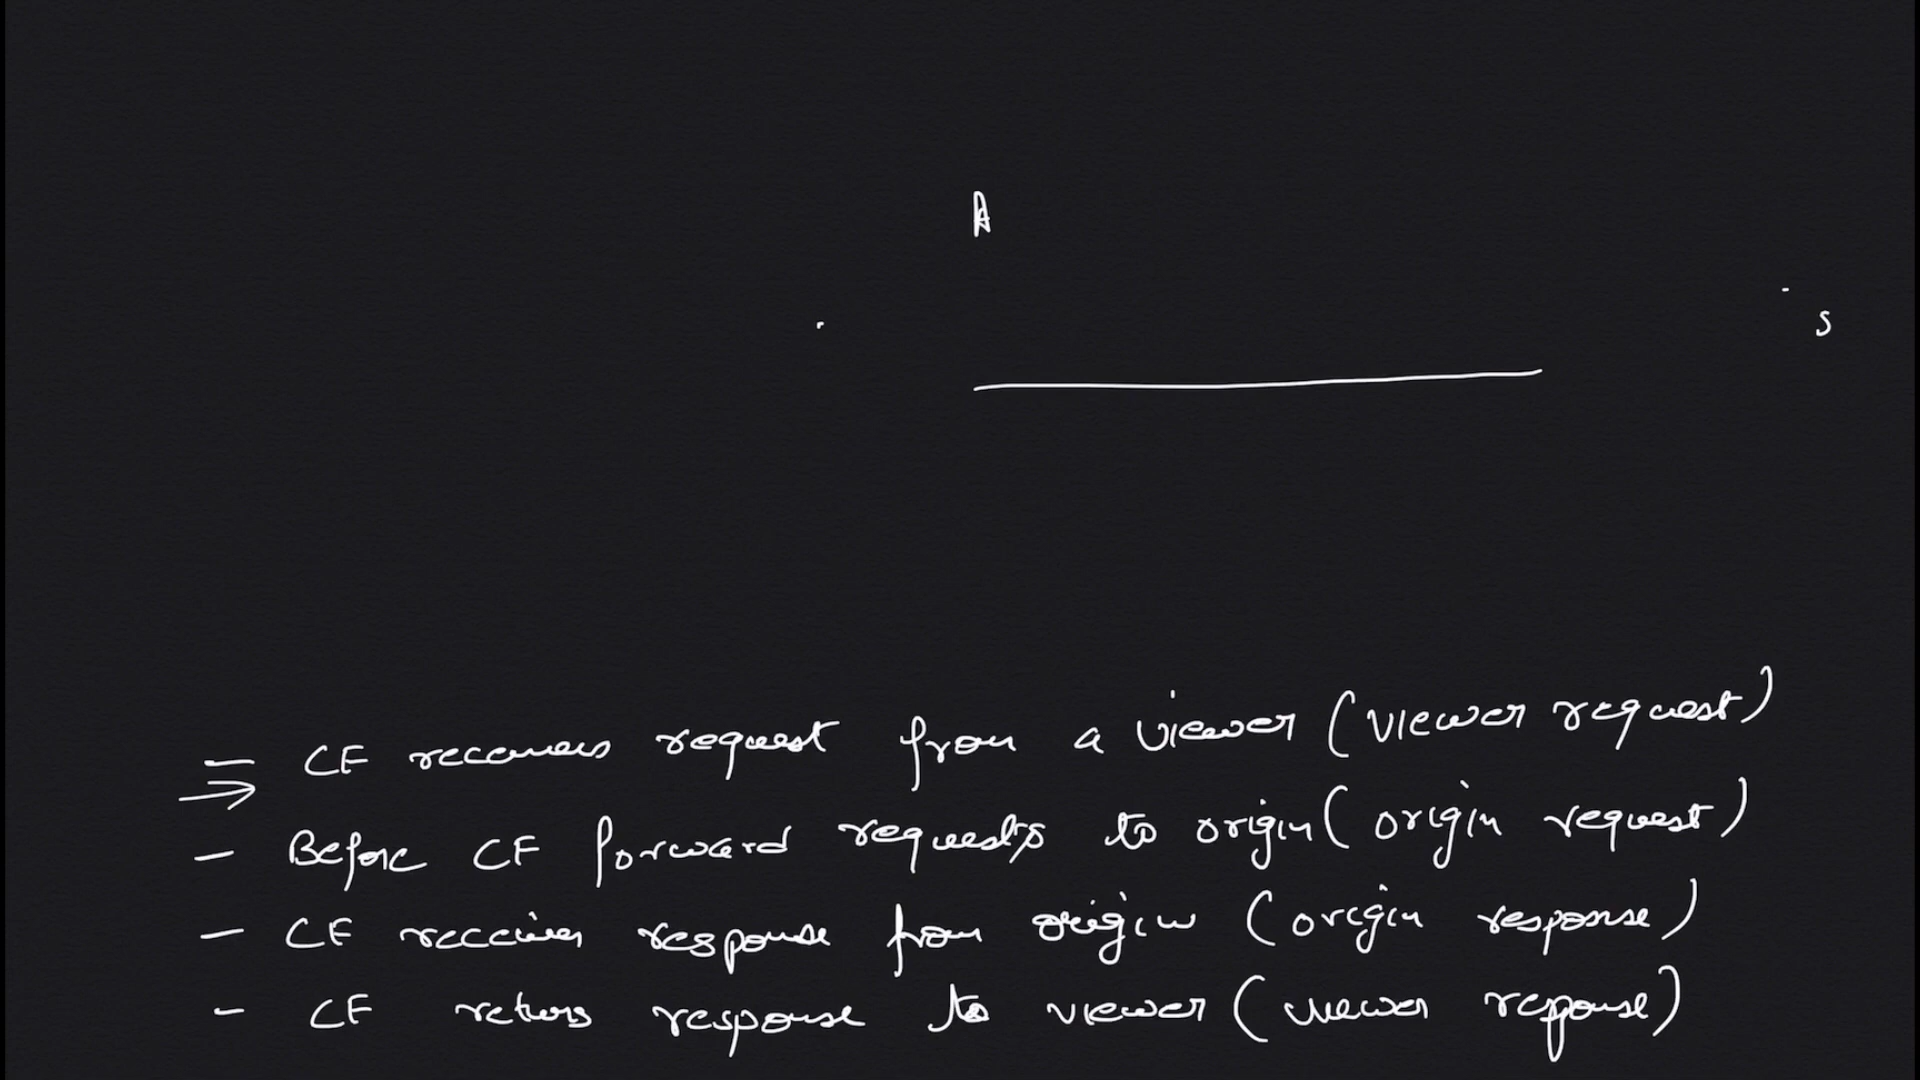 A
S
- CF receives request from a viewer (viewer request)
- Before CF forward requests to origin (origin request)
- CF receives response from origin (origin response)
- CF returns response to viewer (viewer response)